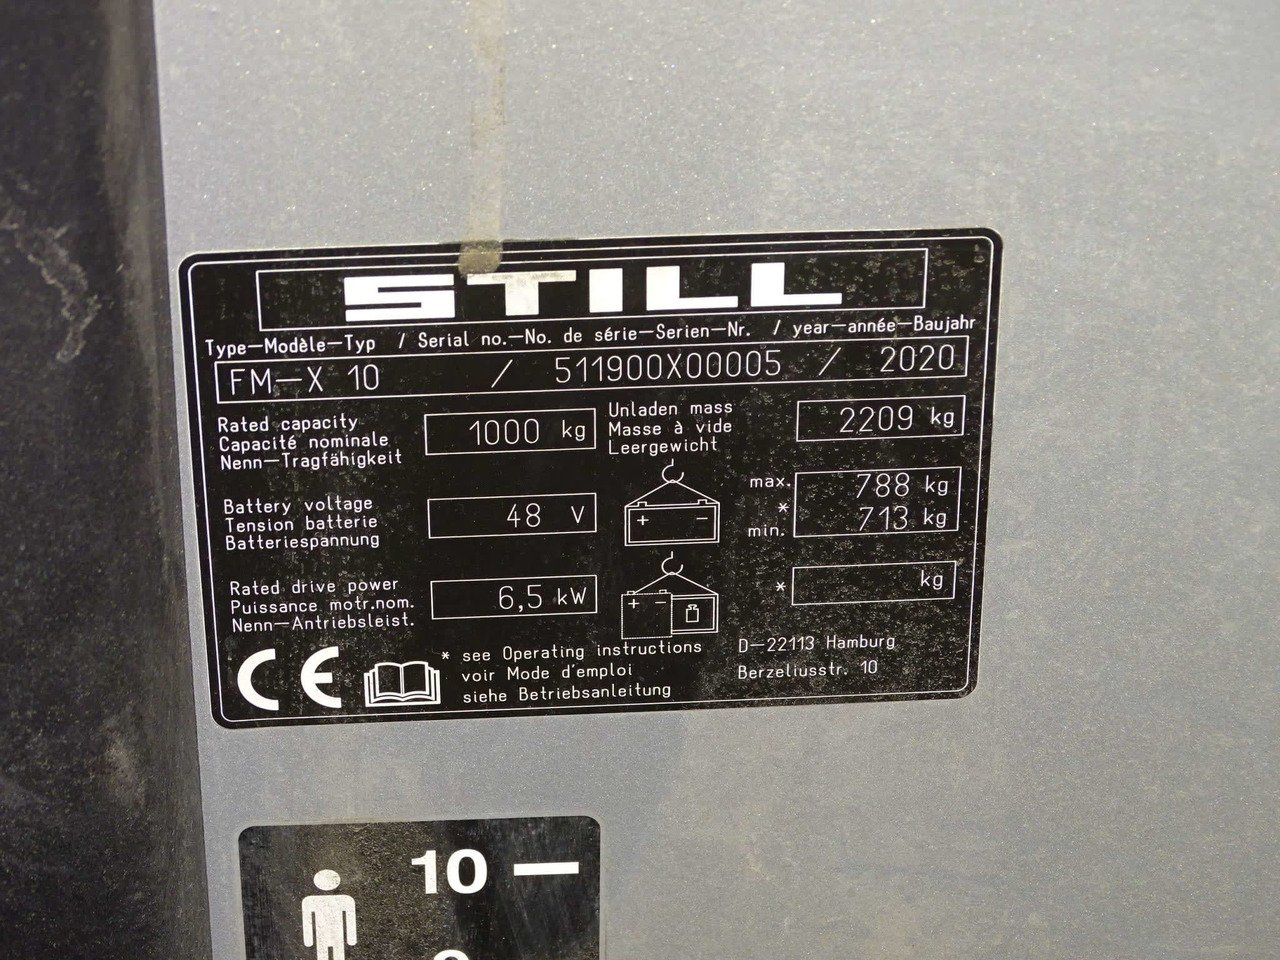 STILL
Type-Modèle-Typ / Serial no.-No. de série-Serien-Nr. / year-année-Baujahr
FM-X 10 / 511900X00005 / 2020
Rated capacity
Capacité nominale
Nenn-Tragfähigkeit
1000 kg
Unladen mass
Masse à vide
Leergewicht
2209 kg
Battery voltage
Tension batterie
Batteriespannung
48 V
+ -
max. 788 kg
*
min. 713 kg
Rated drive power
Puissance motr.nom.
Nenn-Antriebsleist.
6,5 kW
+ -
* kg
CE
* see Operating instructions
voir Mode d'emploi
siehe Betriebsanleitung
D-22113 Hamburg
Berzeliusstr. 10
10